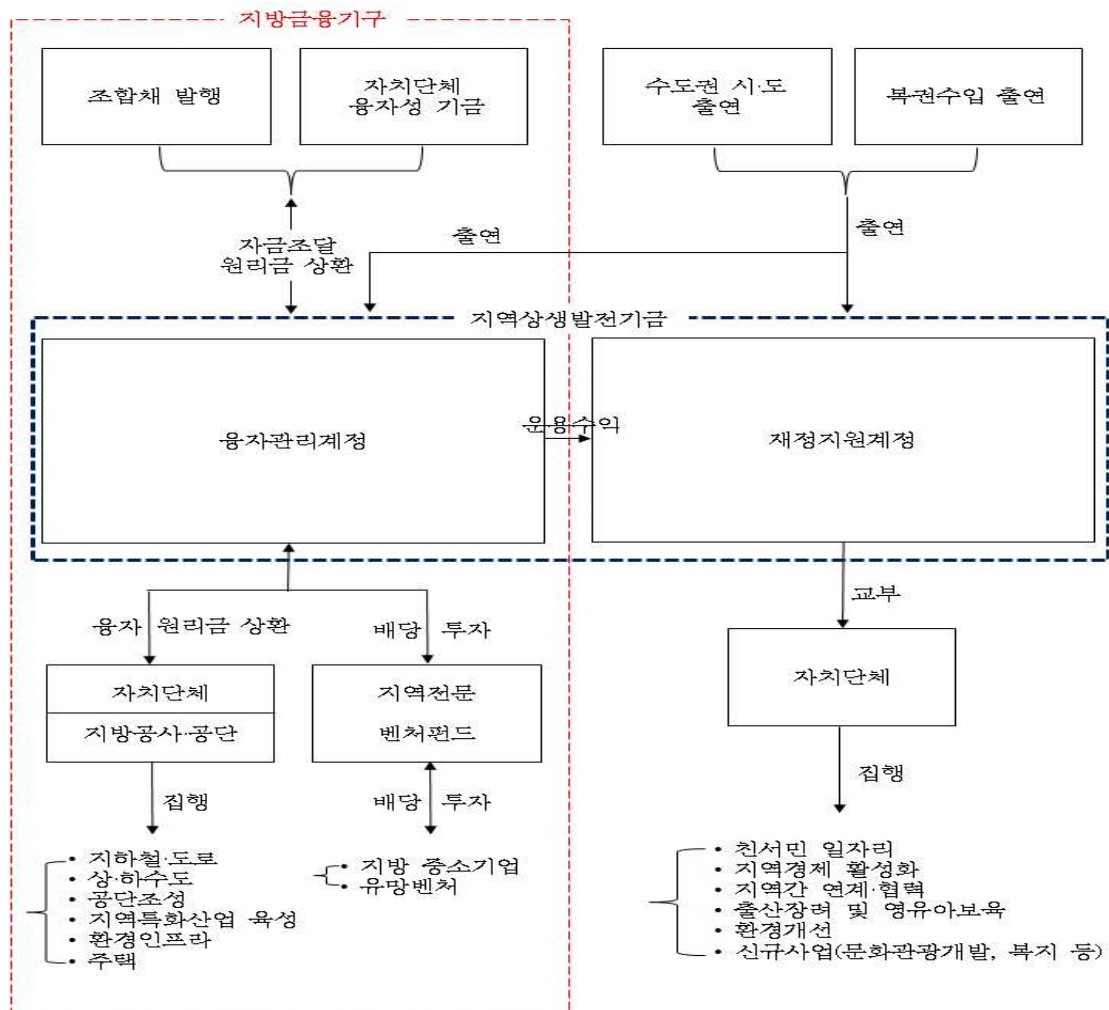 지방금융기구
조합채 발행
자치단체
융자성 기금
수도권 시·도
출연
복권수입 출연
자금조달
원리금 상환
출연
출연
지역상생발전기금
융자관리계정
운용수익
재정지원계정
융자 원리금 상환
배당 투자
교부
자치단체
지방공사·공단
지역전문
벤처펀드
자치단체
집행
배당 투자
집행
• 지하철·도로
• 상·하수도
• 공단조성
• 지역특화산업 육성
• 환경인프라
• 주택
• 지방 중소기업
• 유망벤처
• 친서민 일자리
• 지역경제 활성화
• 지역간 연계·협력
• 출산장려 및 영유아보육
• 환경개선
• 신규사업(문화관광개발, 복지 등)